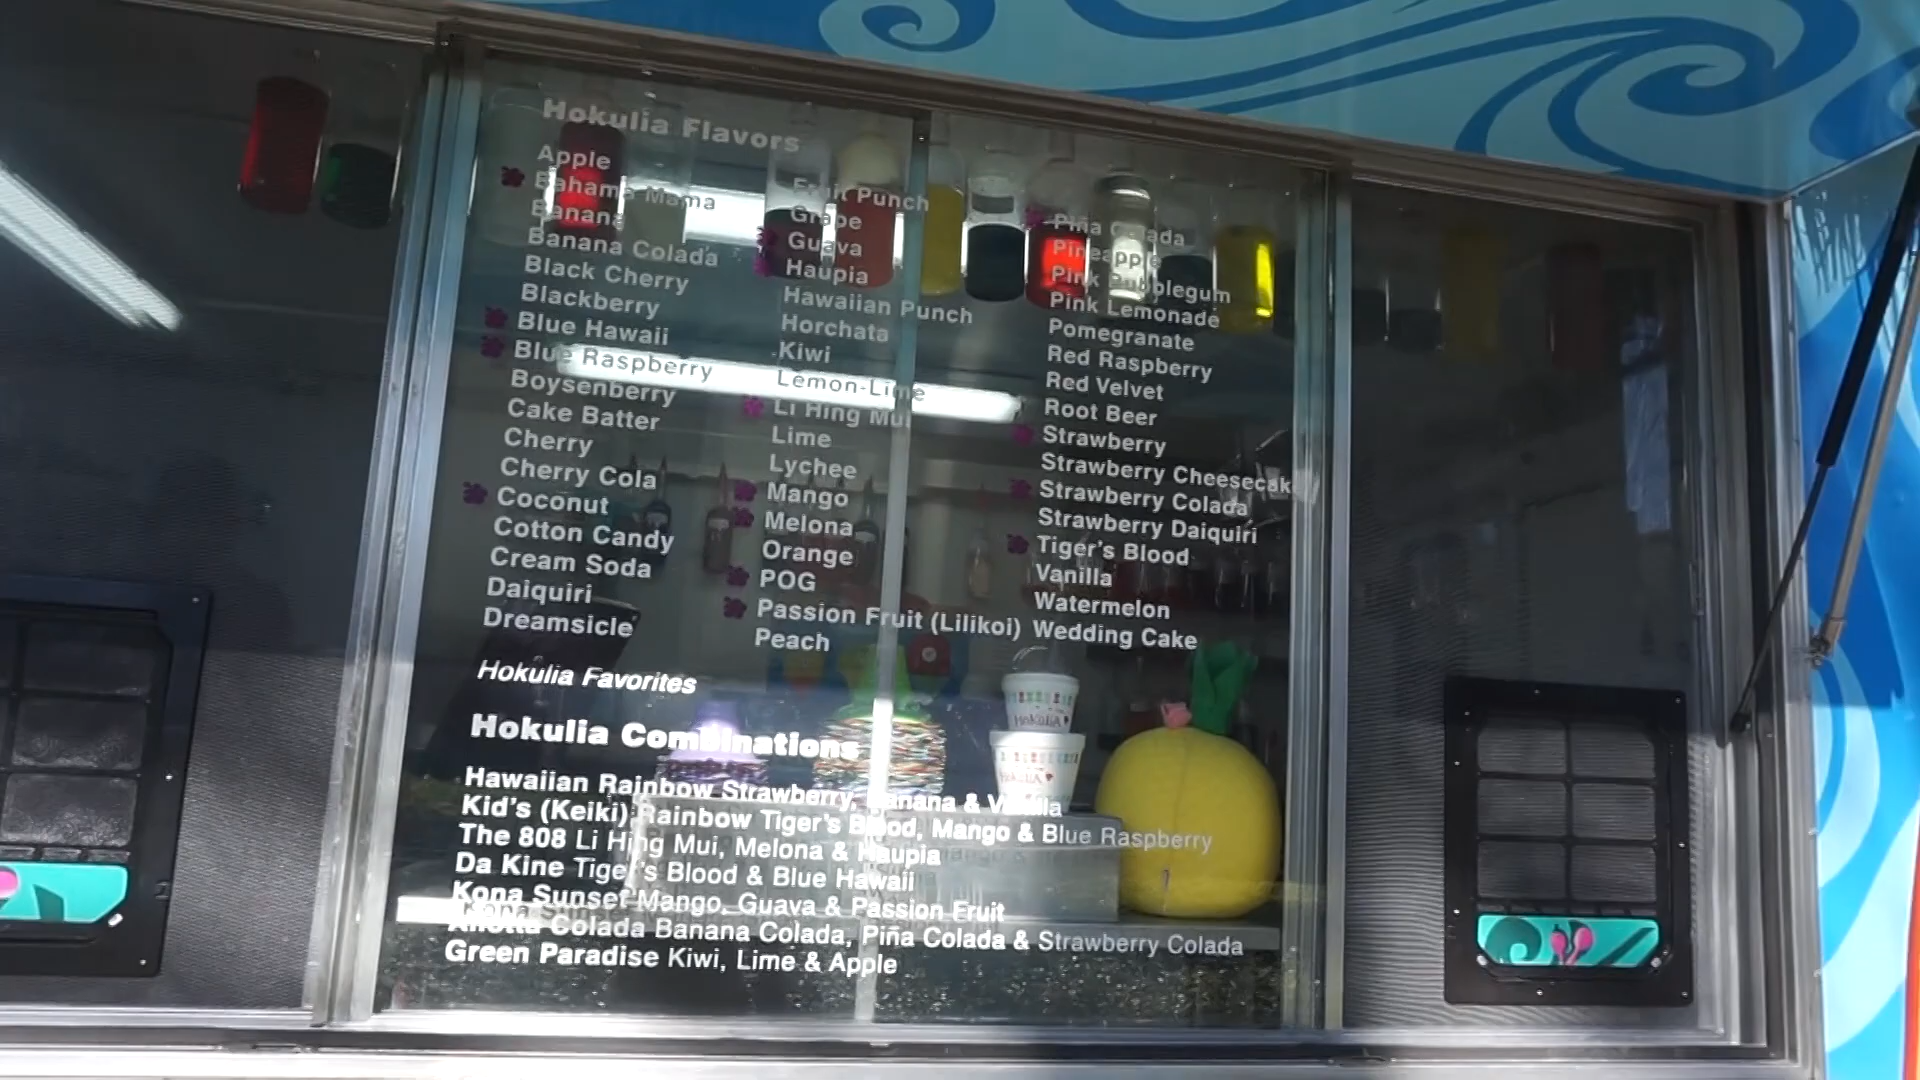 Hokulia Flavors
Apple
Bahama Mama
Banana
Banana Colada
Black Cherry
Blackberry
Blue Hawaii
Blue Raspberry
Boysenberry
Cake Batter
Cherry
Cherry Cola
Coconut
Cotton Candy
Cream Soda
Daiquiri
Dreamsicle
Fruit Punch
Grape
Guava
Haupia
Hawaiian Punch
Horchata
Kiwi
Lemon-Lime
Li Hing Mui
Lime
Lychee
Mango
Melona
Orange
POG
Passion Fruit (Lilikoi)
Peach
Piña Colada
Pineapple
Pink Bubblegum
Pink Lemonade
Pomegranate
Red Raspberry
Red Velvet
Root Beer
Strawberry
Strawberry Cheesecake
Strawberry Colada
Strawberry Daiquiri
Tiger's Blood
Vanilla
Watermelon
Wedding Cake
Hokulia Favorites
Hokulia Combinations
Hawaiian Rainbow Strawberry, Banana & Vanilla
Kid's (Keiki) Rainbow Tiger's Blood, Mango & Blue Raspberry
The 808 Li Hing Mui, Melona & Haupia
Da Kine Tiger's Blood & Blue Hawaii
Kona Sunset Mango, Guava & Passion Fruit
Colada Banana Colada, Piña Colada & Strawberry Colada
Green Paradise Kiwi, Lime & Apple
HOKULIA
HOKULIA